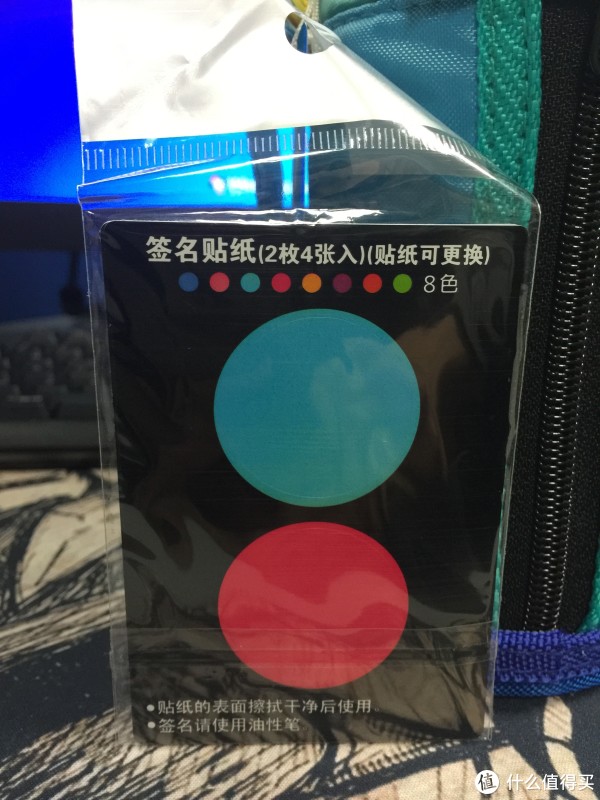 签名贴纸(2枚4张入)(贴纸可更换)
8色
•贴纸的表面擦拭干净后使用。
•签名请使用油性笔。
值 什么值得买